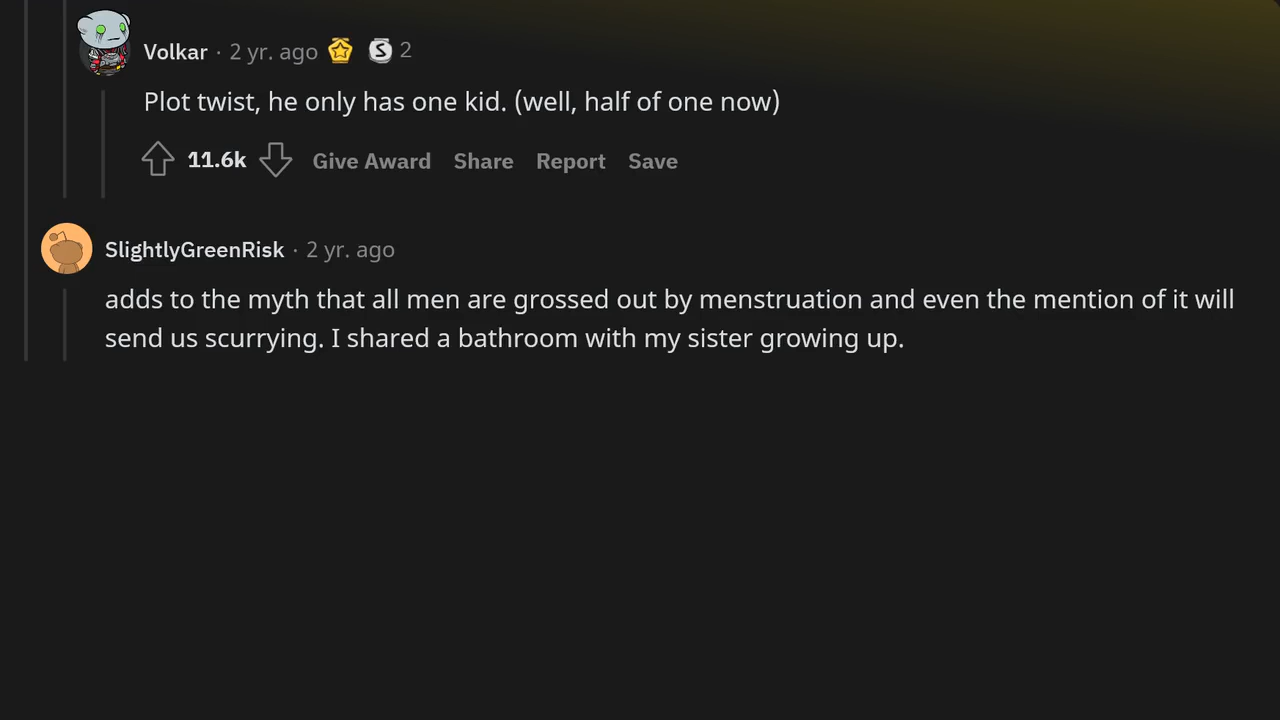 Volkar · 2 yr. ago 2
Plot twist, he only has one kid. (well, half of one now)
11.6k Give Award Share Report Save
SlightlyGreenRisk · 2 yr. ago
adds to the myth that all men are grossed out by menstruation and even the mention of it will
send us scurrying. I shared a bathroom with my sister growing up.